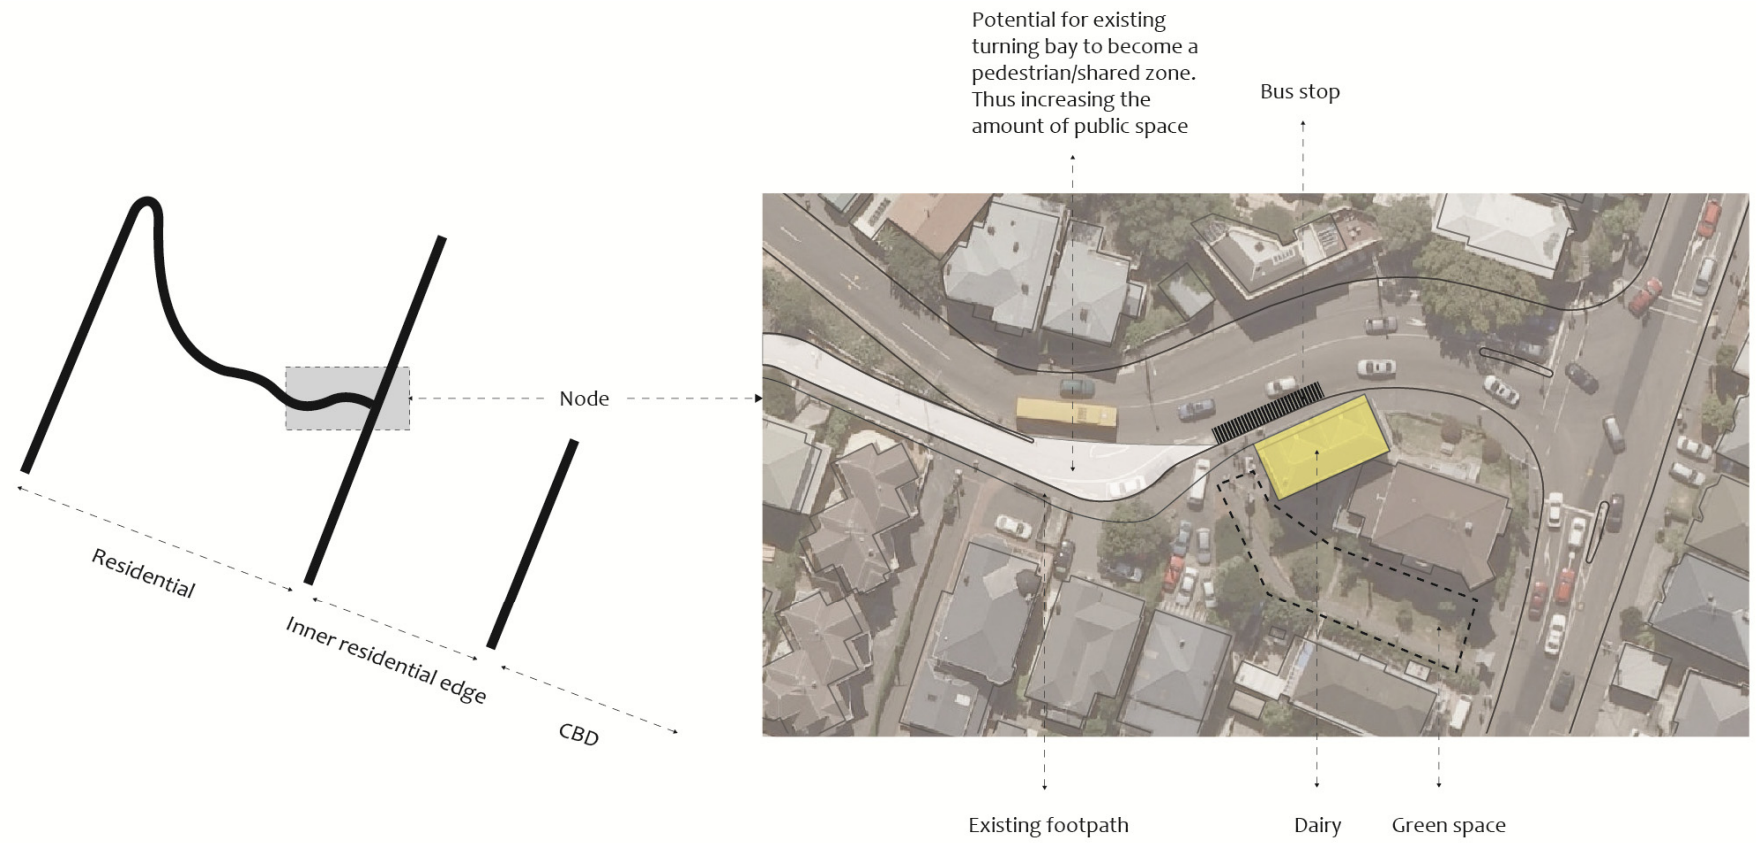 Potential for existing
turning bay to become a
pedestrian/shared zone.
Thus increasing the
amount of public space
Bus stop
Node
Residential
Inner residential edge
CBD
Existing footpath
Dairy
Green space